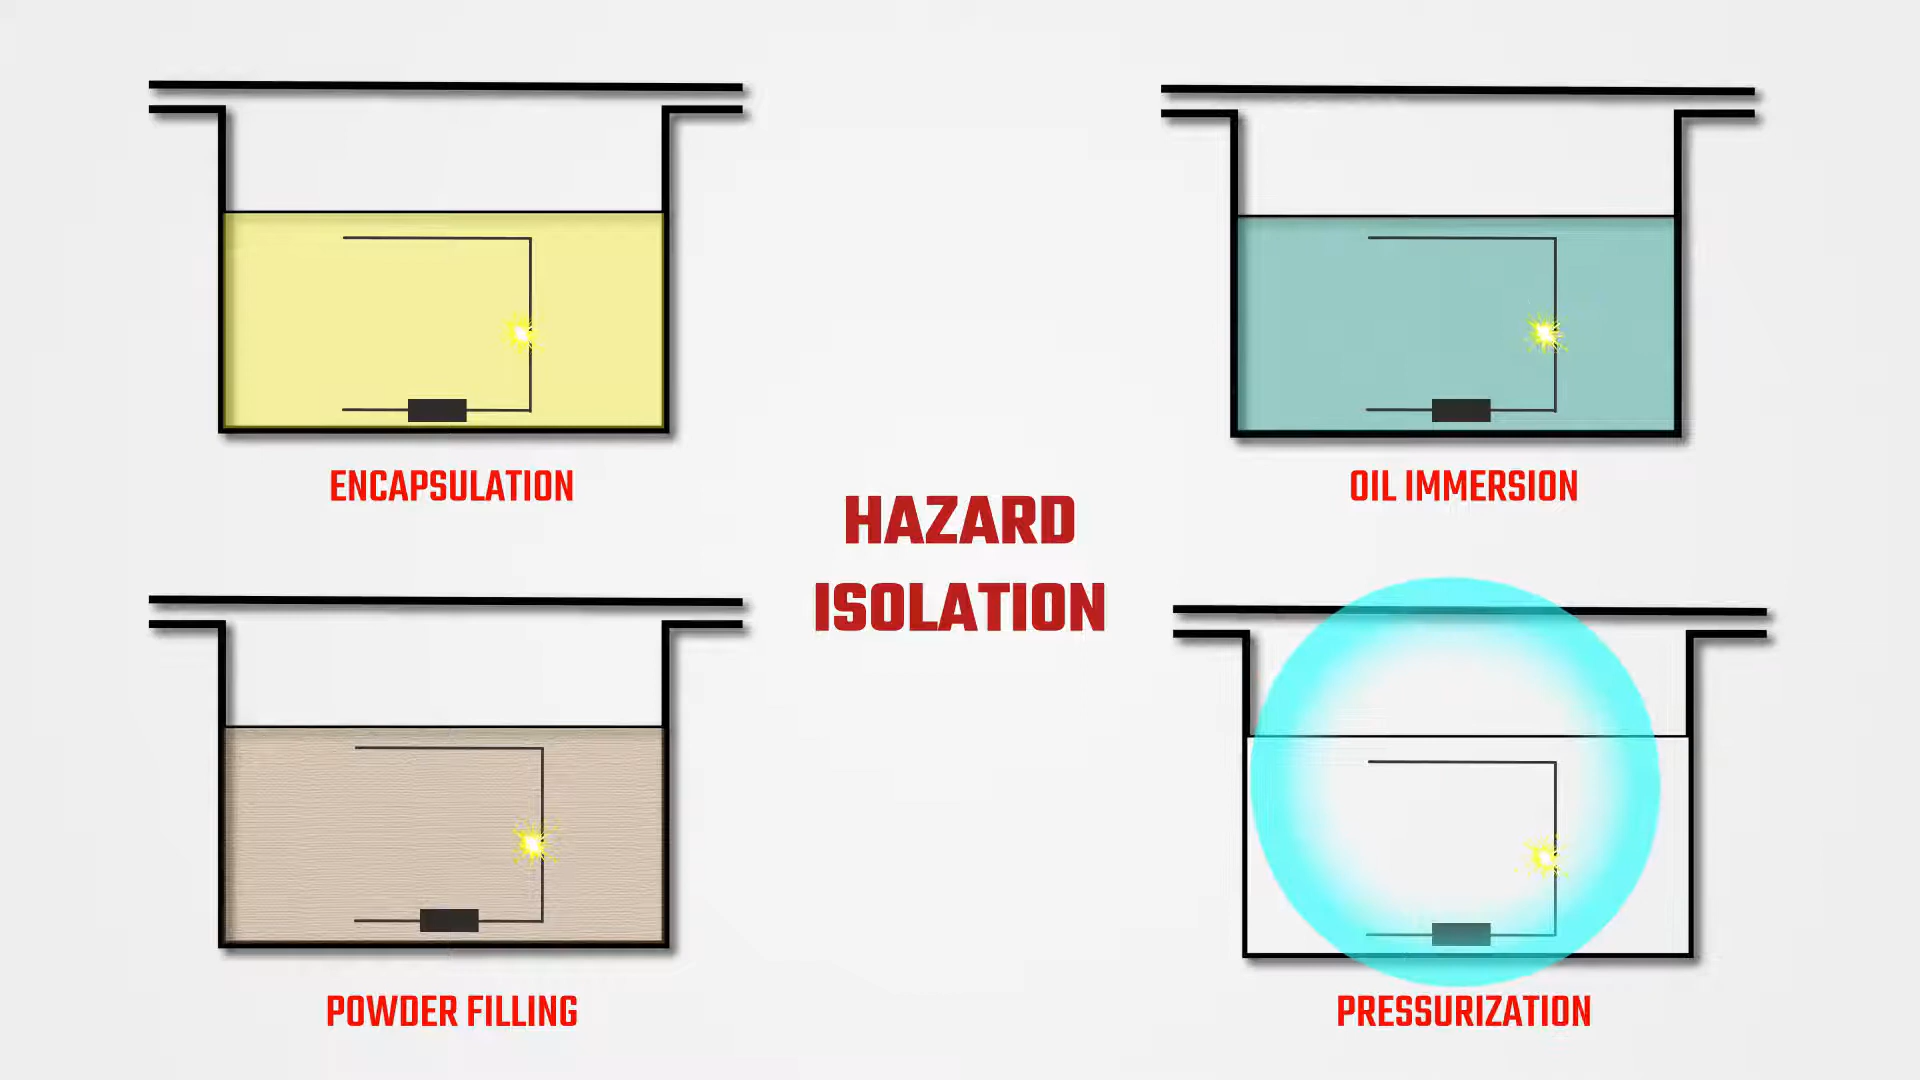 ENCAPSULATION
OIL IMMERSION
HAZARD
ISOLATION
POWDER FILLING
PRESSURIZATION